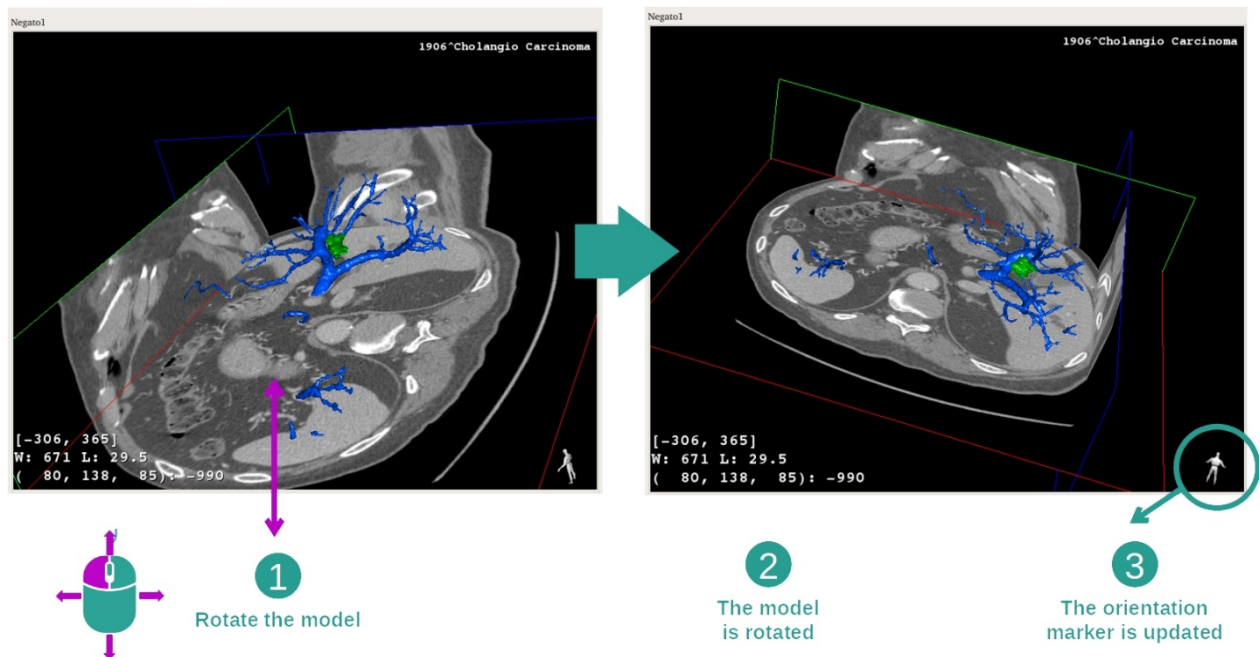 Negato1
1906^Cholangio Carcinoma
[-306, 365]
W: 671 L: 29.5
( 80, 138, 85): -990
Negato1
1906^Cholangio Carcinoma
[-306, 365]
W: 671 L: 29.5
( 80, 138, 85): -990
1
Rotate the model
2
The model
is rotated
3
The orientation
marker is updated